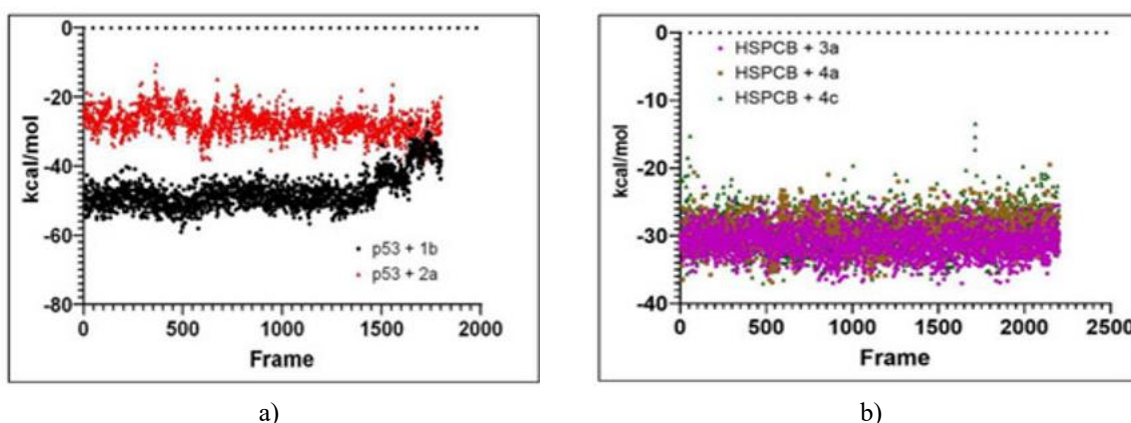 0
-20
-40
-60
-80
kcal/mol
p53 + 1b
p53 + 2a
0 500 1000 1500 2000
Frame
a)
0
-10
-20
-30
-40
kcal/mol
HSPCB + 3a
HSPCB + 4a
HSPCB + 4c
0 500 1000 1500 2000 2500
Frame
b)